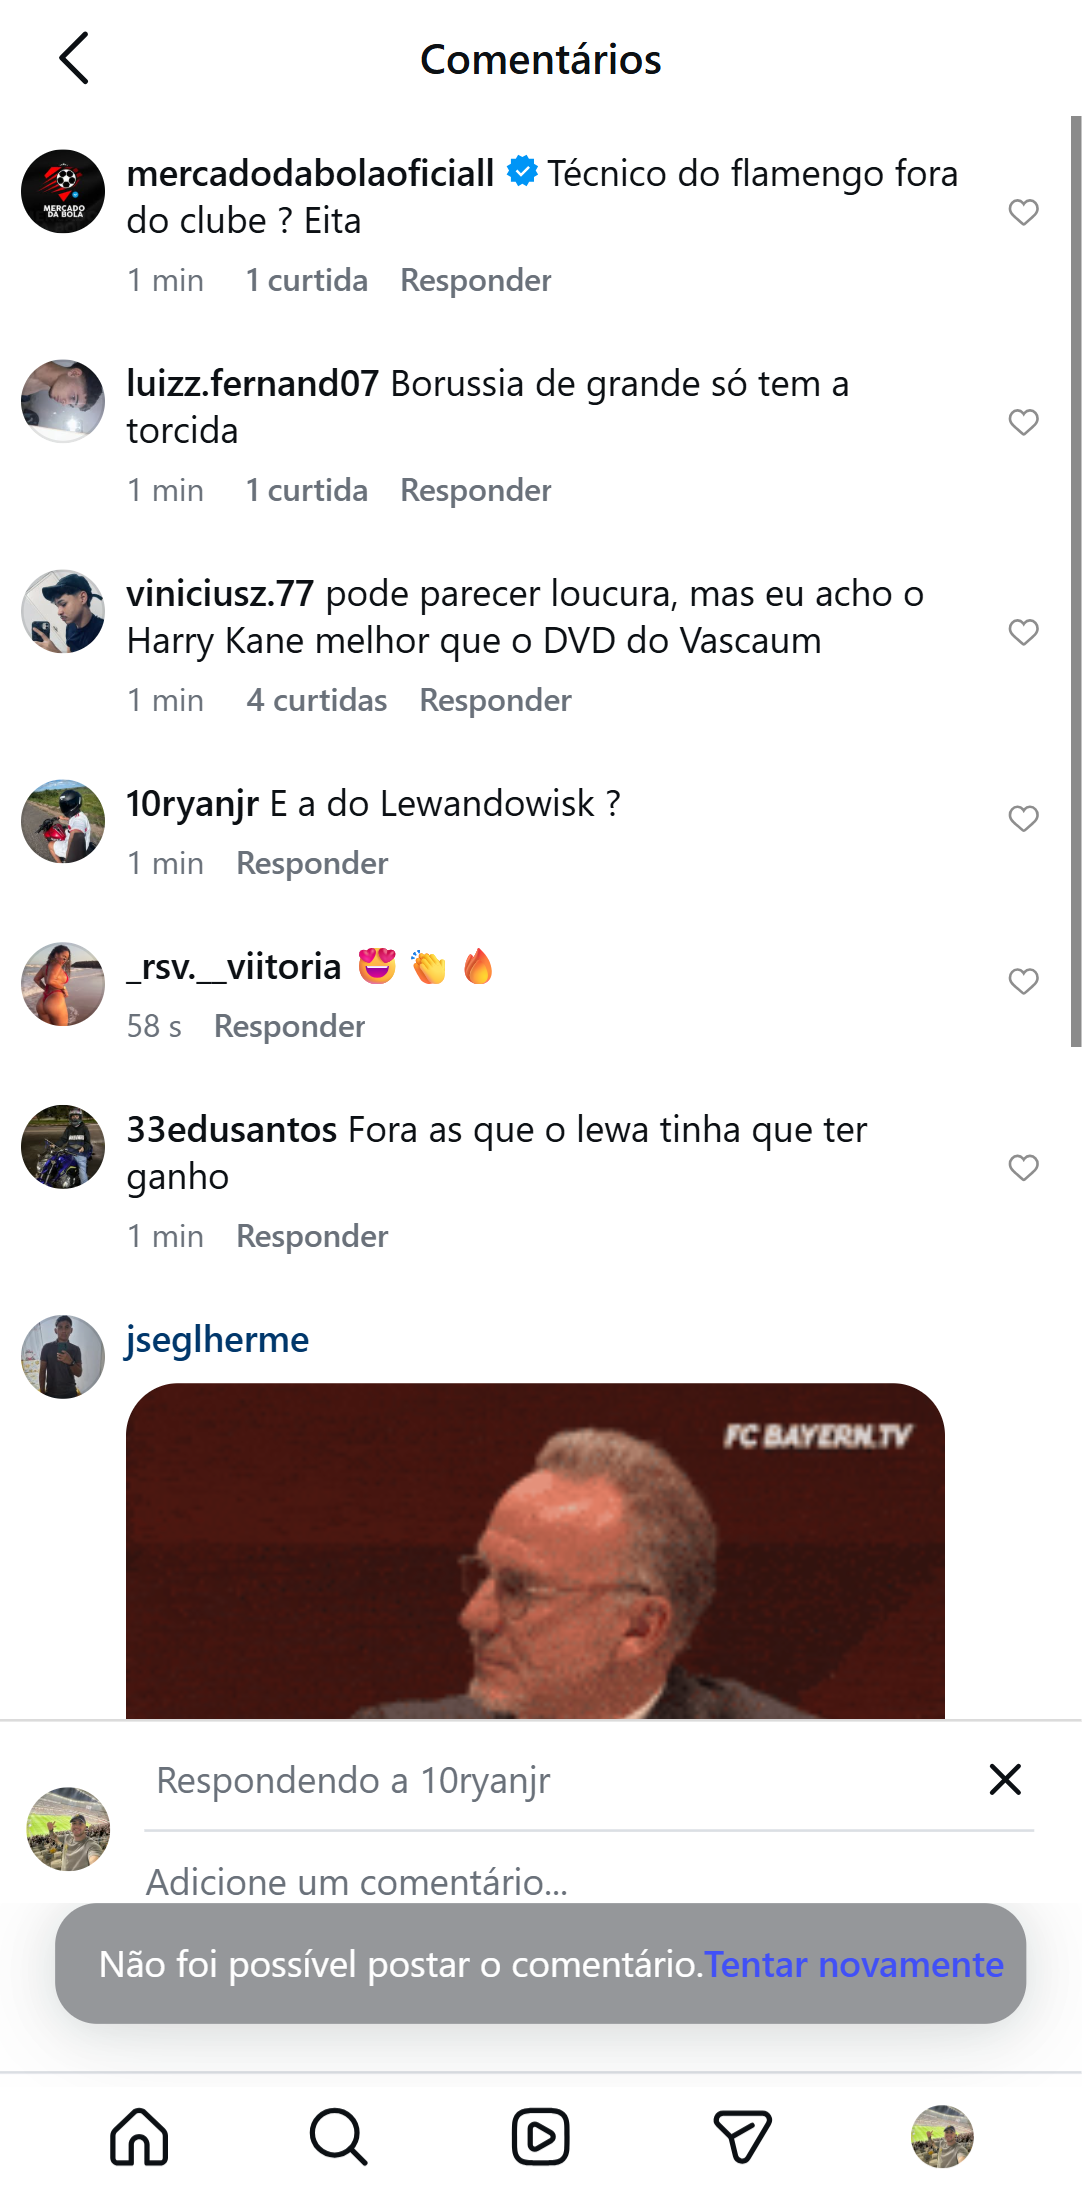 Comentários
mercadodabolaoficiall Técnico do flamengo fora
do clube ? Eita
1 min 1 curtida Responder
MERCADO
DA BOLA
luizz.fernand07 Borussia de grande só tem a
torcida
1 min 1 curtida Responder
viniciusz.77 pode parecer loucura, mas eu acho o
Harry Kane melhor que o DVD do Vascaum
1 min 4 curtidas Responder
10ryanjr E a do Lewandowisk ?
1 min Responder
_rsv.__viitoria 😍 👏 🔥
58 s Responder
33edusantos Fora as que o lewa tinha que ter
ganho
1 min Responder
jseglherme
FC BAYERN.TV
Respondendo a 10ryanjr
Adicione um comentário...
Não foi possível postar o comentário.Tentar novamente